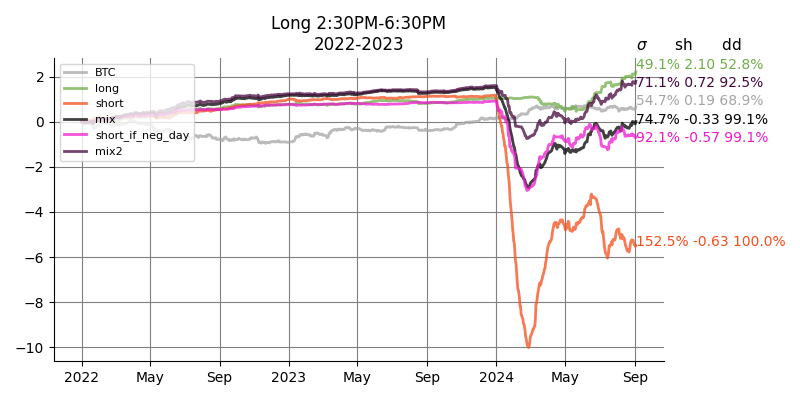 Long 2:30PM-6:30PM
2022-2023
σ sh dd
49.1% 2.10 52.8%
71.1% 0.72 92.5%
54.7% 0.19 68.9%
74.7% -0.33 99.1%
92.1% -0.57 99.1%
152.5% -0.63 100.0%
BTC
long
short
mix
short_if_neg_day
mix2
2
0
−2
−4
−6
−8
−10
2022 May Sep 2023 May Sep 2024 May Sep